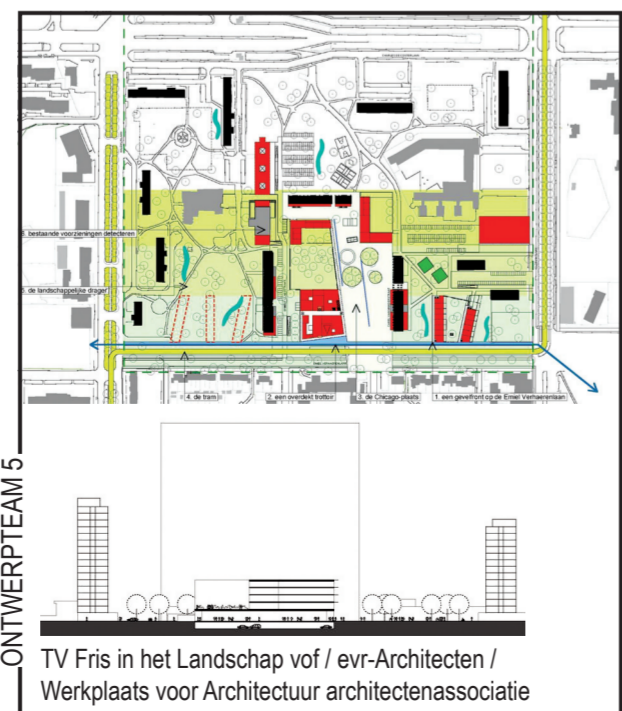 6. bestaande voorzieningen detecteren
5. de landschappelijke drager
4. de tram
2. een overdekt trottoir
3. de Chicago-plaats
1. een gevelfront op de Emiel Verhaerenlaan
ONTWERPTEAM 5
TV Fris in het Landschap vof / evr-Architecten /
Werkplaats voor Architectuur architectenassociatie